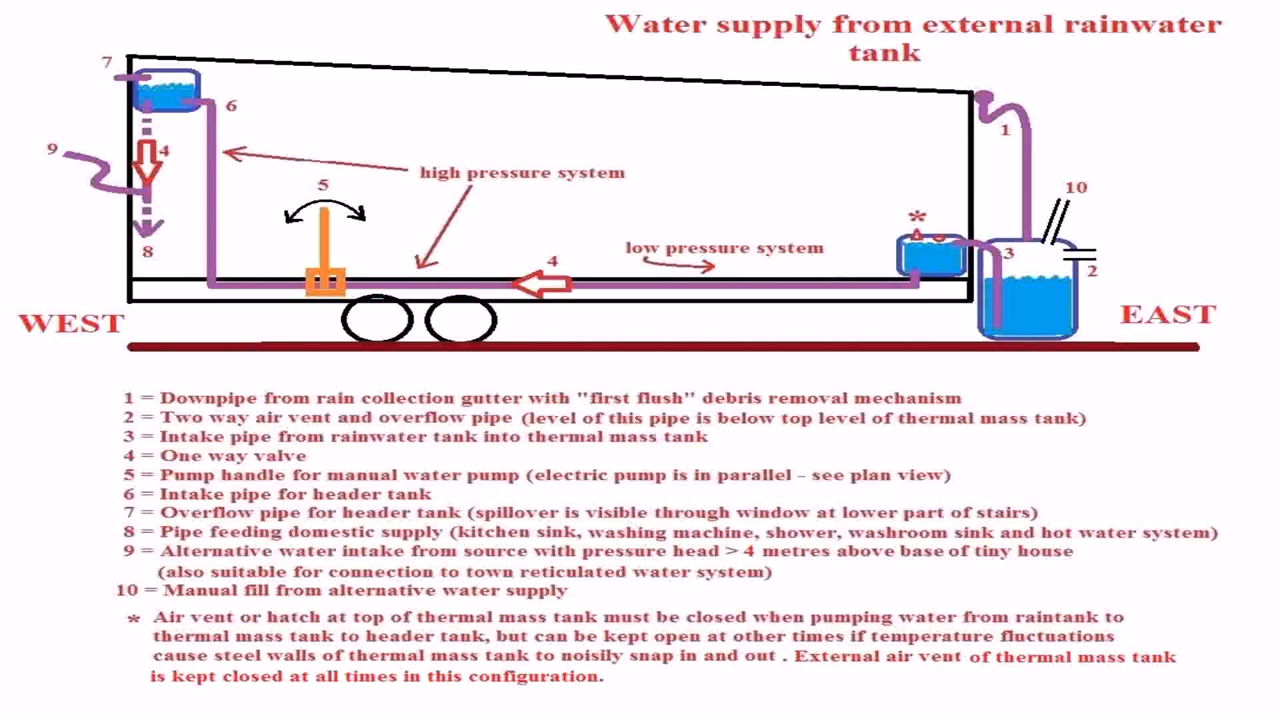 Water supply from external rainwater
tank
7
6
1
9
4
high pressure system
5
10
*
8
low pressure system
4
3
2
WEST
EAST
1 = Downpipe from rain collection gutter with "first flush" debris removal mechanism
2 = Two way air vent and overflow pipe (level of this pipe is below top level of thermal mass tank)
3 = Intake pipe from rainwater tank into thermal mass tank
4 = One way valve
5 = Pump handle for manual water pump (electric pump is in parallel - see plan view)
6 = Intake pipe for header tank
7 = Overflow pipe for header tank (spillover is visible through window at lower part of stairs)
8 = Pipe feeding domestic supply (kitchen sink, washing machine, shower, washroom sink and hot water system)
9 = Alternative water intake from source with pressure head > 4 metres above base of tiny house
(also suitable for connection to town reticulated water system)
10 = Manual fill from alternative water supply
* Air vent or hatch at top of thermal mass tank must be closed when pumping water from raintank to
thermal mass tank to header tank, but can be kept open at other times if temperature fluctuations
cause steel walls of thermal mass tank to noisily snap in and out . External air vent of thermal mass tank
is kept closed at all times in this configuration.